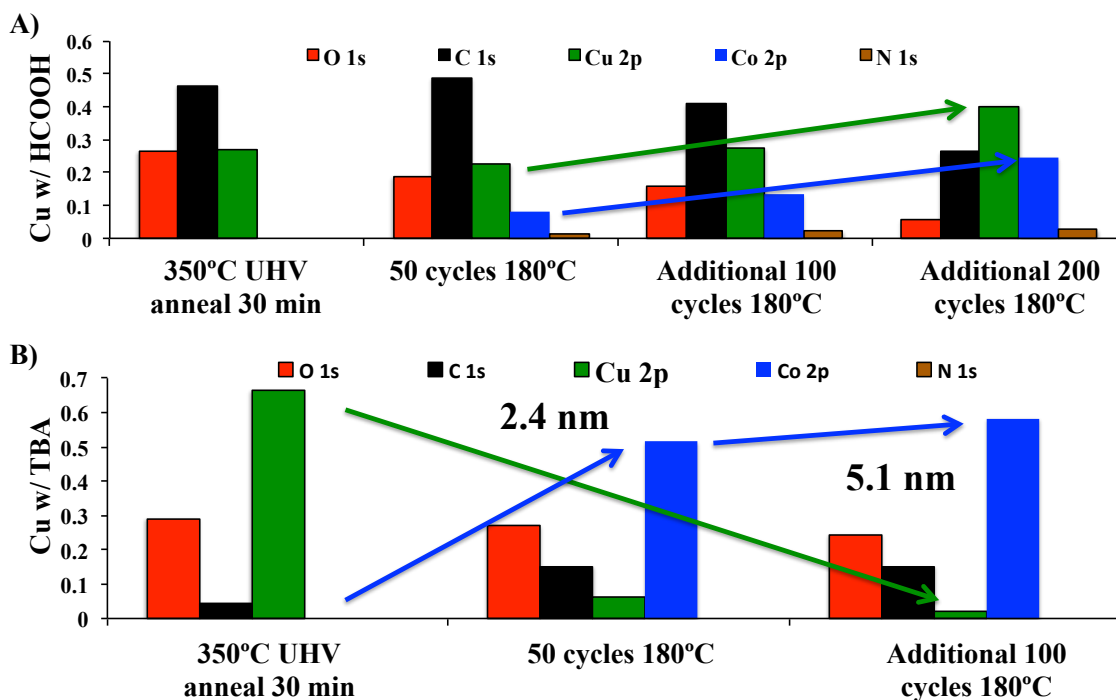 A)
Cu w/ HCOOH
0.6
0.5
0.4
0.3
0.2
0.1
0
O 1s C 1s Cu 2p Co 2p N 1s
350ºC UHV
anneal 30 min
50 cycles 180ºC
Additional 100
cycles 180ºC
Additional 200
cycles 180ºC
B)
Cu w/ TBA
0.7
0.6
0.5
0.4
0.3
0.2
0.1
0
O 1s C 1s Cu 2p Co 2p N 1s
2.4 nm
5.1 nm
350ºC UHV
anneal 30 min
50 cycles 180ºC
Additional 100
cycles 180ºC